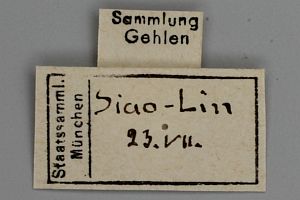 Sammlung
Gehlen
Staatssamml.
München
Siao-Lin
23.VII.